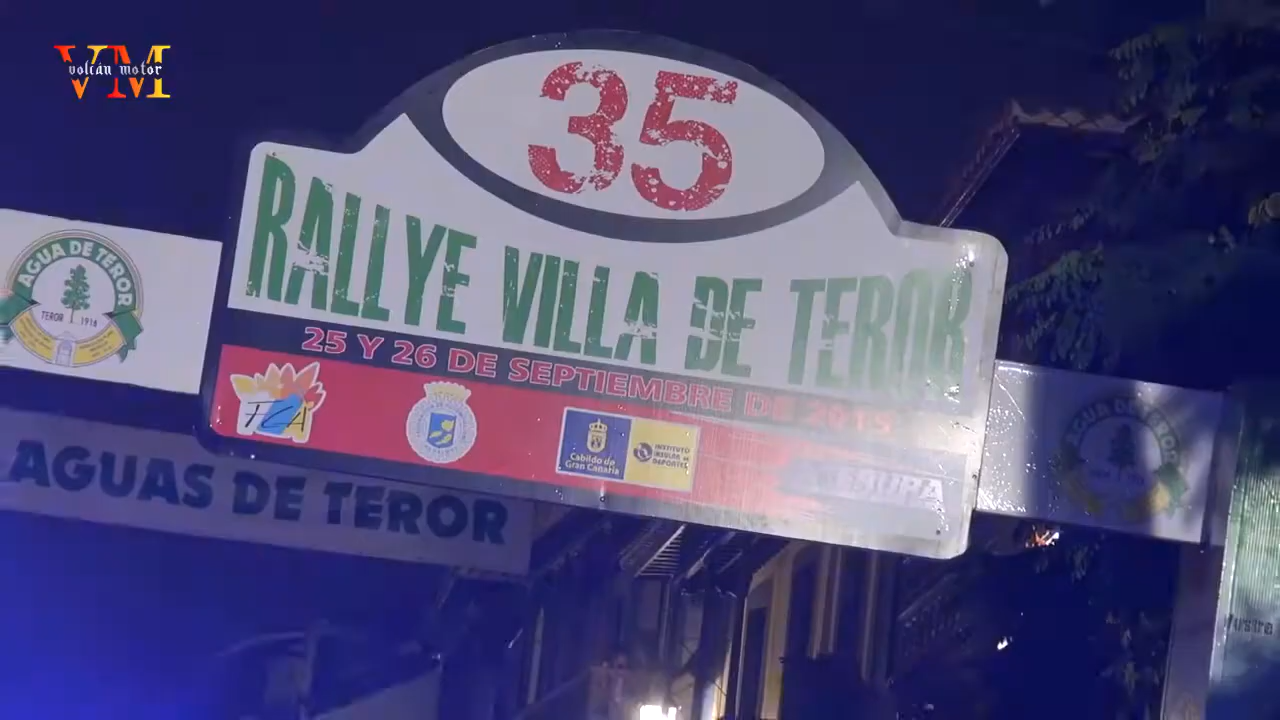 VM
volcán motor
35
RALLYE VILLA DE TEROR
25 Y 26 DE SEPTIEMBRE DE 2015
AGUA DE TEROR
TEROR 1916
FCA
Cabildo de
Gran Canaria
INSTITUTO
INSULAR DE
DEPORTES
AGUA DE TEROR
AGUAS DE TEROR